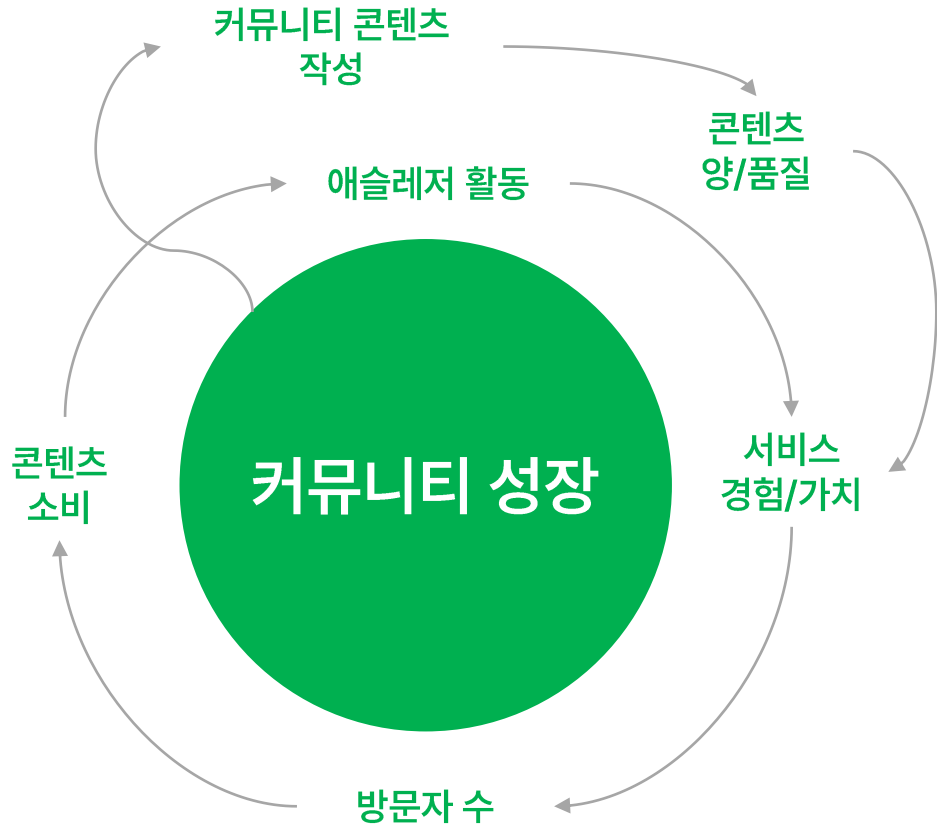 커뮤니티 콘텐츠
작성
콘텐츠
양/품질
애슬레저 활동
서비스
경험/가치
커뮤니티 성장
콘텐츠
소비
방문자 수